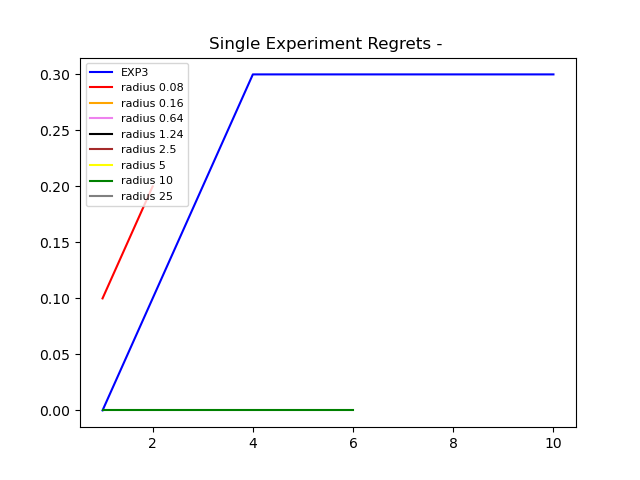 Single Experiment Regrets -
EXP3
radius 0.08
radius 0.16
radius 0.64
radius 1.24
radius 2.5
radius 5
radius 10
radius 25
0.30
0.25
0.20
0.15
0.10
0.05
0.00
2 4 6 8 10